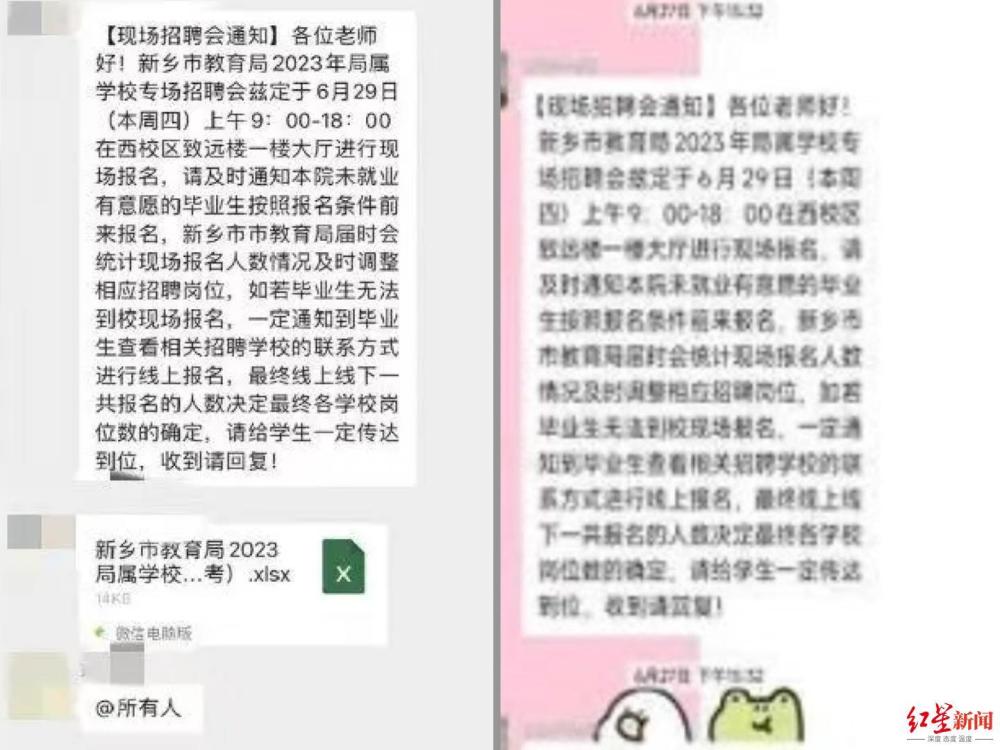 【现场招聘会通知】各位老师
好！新乡市教育局2023年局属
学校专场招聘会兹定于6月29日
（本周四）上午9：00-18：00
在西校区致远楼一楼大厅进行现
场报名，请及时通知本院未就业
有意愿的毕业生按照报名条件前
来报名，新乡市市教育局届时会
统计现场报名人数情况及时调整
相应招聘岗位，如若毕业生无法
到校现场报名，一定通知到毕业
生查看相关招聘学校的联系方式
进行线上报名，最终线上线下一
共报名的人数决定最终各学校岗
位数的确定，请给学生一定传达
到位，收到请回复！
新乡市教育局2023
局属学校...考）.xlsx
14KB
微信电脑版
@所有人
【现场招聘会通知】各位老师好！
新乡市教育局2023年局属学校专
场招聘会兹定于6月29日（本周
四）上午9：00-18：00在西校区
致远楼一楼大厅进行现场报名，请
及时通知本院未就业有意愿的毕业
生按照报名条件前来报名，新乡市
市教育局届时会统计现场报名人数
情况及时调整相应招聘岗位，如若
毕业生无法到校现场报名，一定通
知到毕业生查看相关招聘学校的联
系方式进行线上报名，最终线上线
下一共报名的人数决定最终各学校
岗位数的确定，请给学生一定传达
到位，收到请回复！
红星新闻
深度 态度 温度